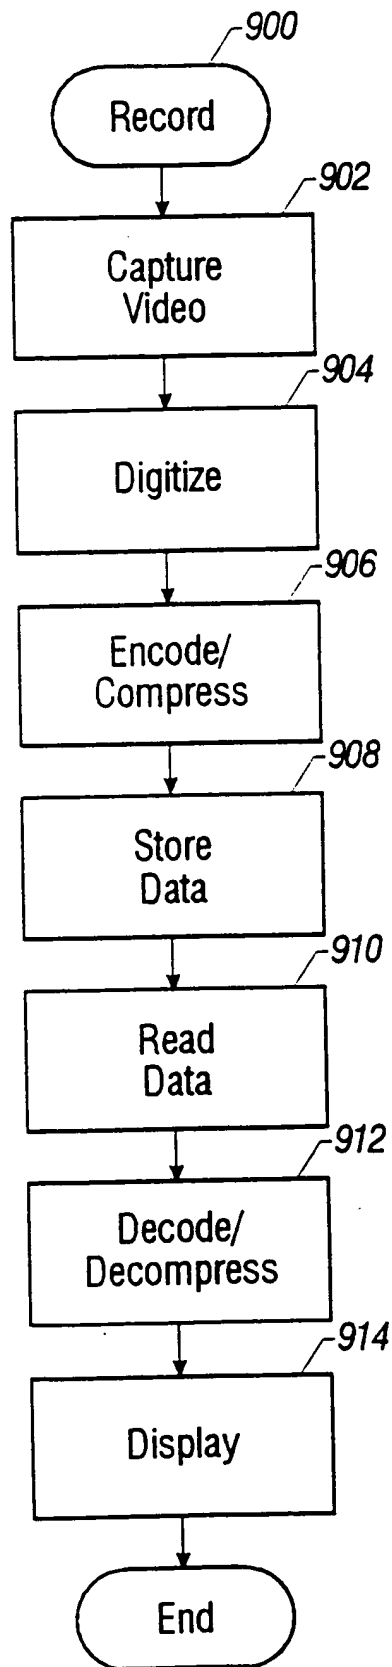 900
Record
902
Capture
Video
904
Digitize
906
Encode/
Compress
908
Store
Data
910
Read
Data
912
Decode/
Decompress
914
Display
End